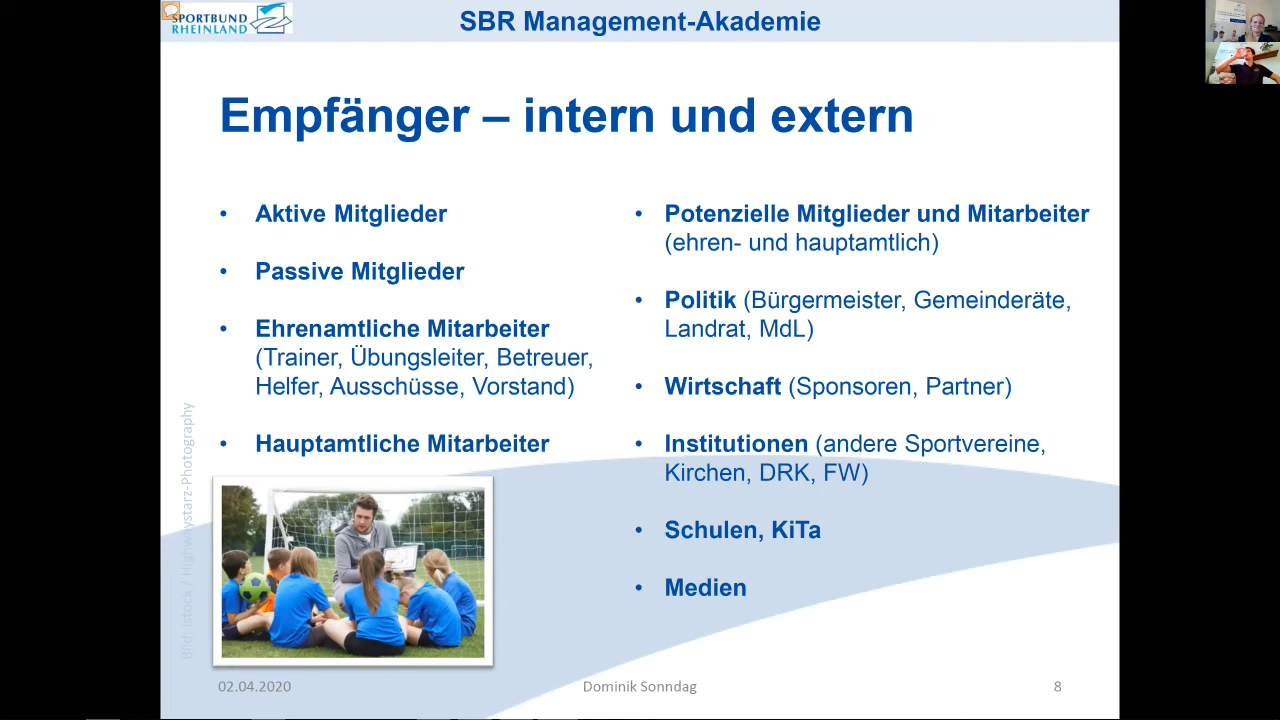 SPORTBUND
RHEINLAND
SBR Management-Akademie
Empfänger – intern und extern
• Aktive Mitglieder
• Passive Mitglieder
• Ehrenamtliche Mitarbeiter
(Trainer, Übungsleiter, Betreuer,
Helfer, Ausschüsse, Vorstand)
• Hauptamtliche Mitarbeiter
• Potenzielle Mitglieder und Mitarbeiter
(ehren- und hauptamtlich)
• Politik (Bürgermeister, Gemeinderäte,
Landrat, MdL)
• Wirtschaft (Sponsoren, Partner)
• Institutionen (andere Sportvereine,
Kirchen, DRK, FW)
• Schulen, KiTa
• Medien
Bild: istock / Highwaystarz-Photography
02.04.2020
Dominik Sonndag
8